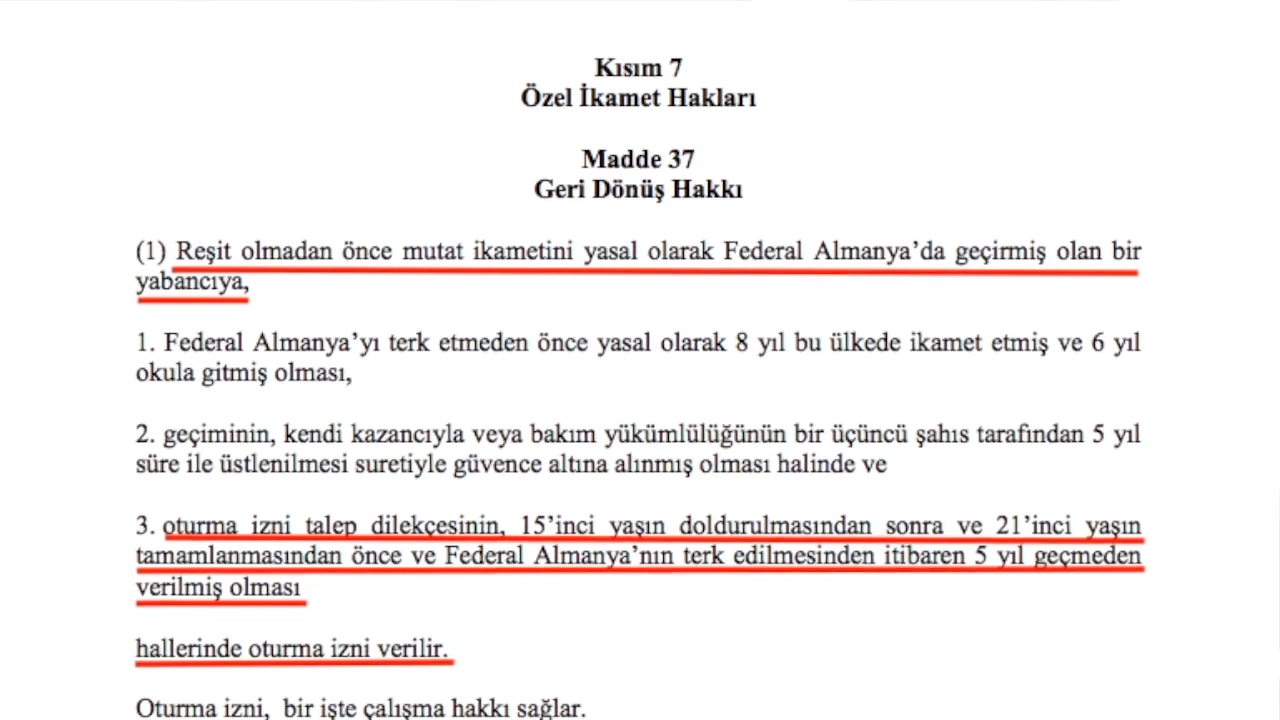 Kısım 7
Özel İkamet Hakları
Madde 37
Geri Dönüş Hakkı
(1) Reşit olmadan önce mutat ikametini yasal olarak Federal Almanya’da geçirmiş olan bir
yabancıya,
1. Federal Almanya’yı terk etmeden önce yasal olarak 8 yıl bu ülkede ikamet etmiş ve 6 yıl
okula gitmiş olması,
2. geçiminin, kendi kazancıyla veya bakım yükümlülüğünün bir üçüncü şahıs tarafından 5 yıl
süre ile üstlenilmesi suretiyle güvence altına alınmış olması halinde ve
3. oturma izni talep dilekçesinin, 15’inci yaşın doldurulmasından sonra ve 21’inci yaşın
tamamlanmasından önce ve Federal Almanya’nın terk edilmesinden itibaren 5 yıl geçmeden
verilmiş olması
hallerinde oturma izni verilir.
Oturma izni, bir işte çalışma hakkı sağlar.